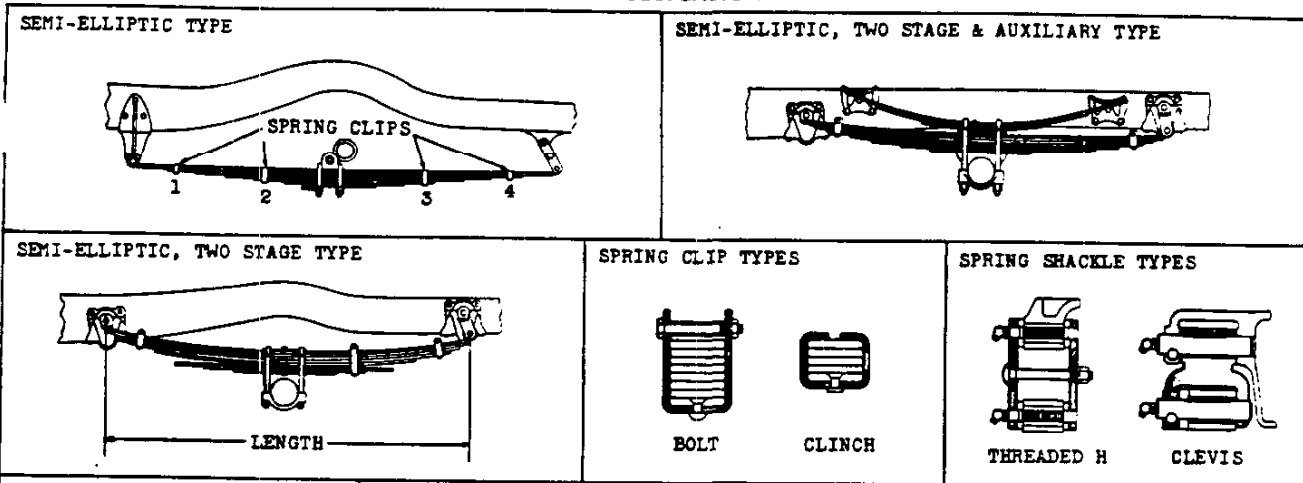 SEMI-ELLIPTIC TYPE
SPRING CLIPS
1
2
3
4
SEMI-ELLIPTIC, TWO STAGE & AUXILIARY TYPE
SEMI-ELLIPTIC, TWO STAGE TYPE
LENGTH
SPRING CLIP TYPES
BOLT
CLINCH
SPRING SHACKLE TYPES
THREADED H
CLEVIS